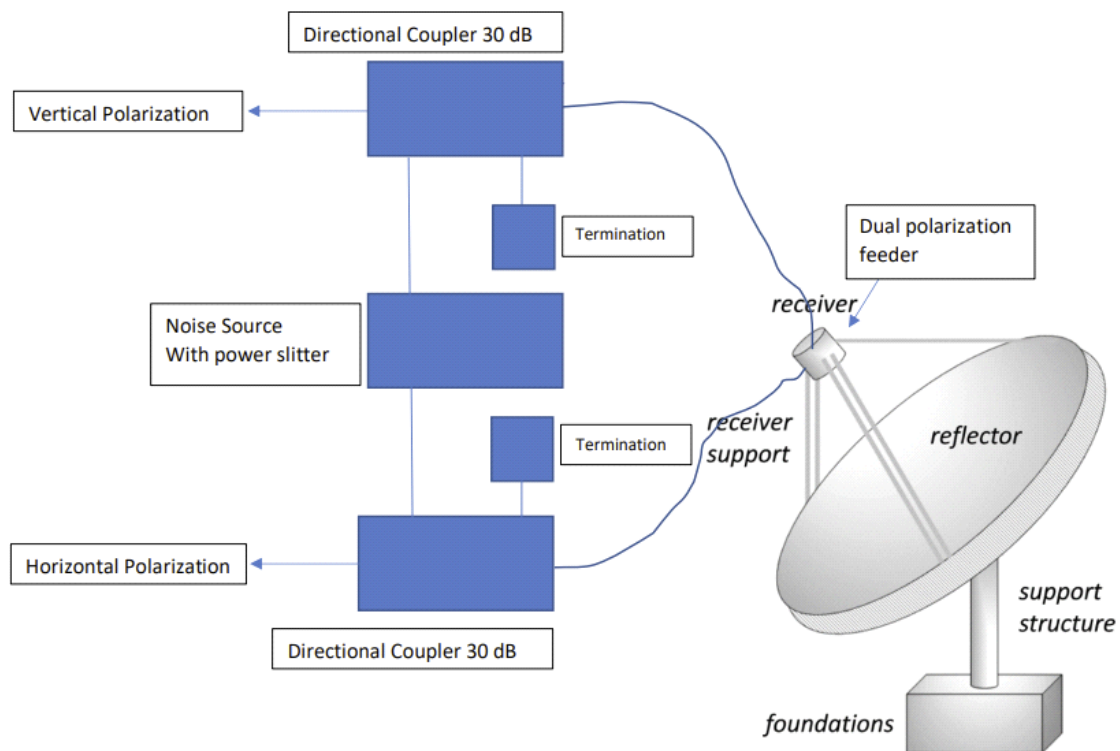 Directional Coupler 30 dB
Vertical Polarization
Termination
Dual polarization
feeder
receiver
Noise Source
With power slitter
receiver
support
reflector
Termination
Horizontal Polarization
support
structure
Directional Coupler 30 dB
foundations